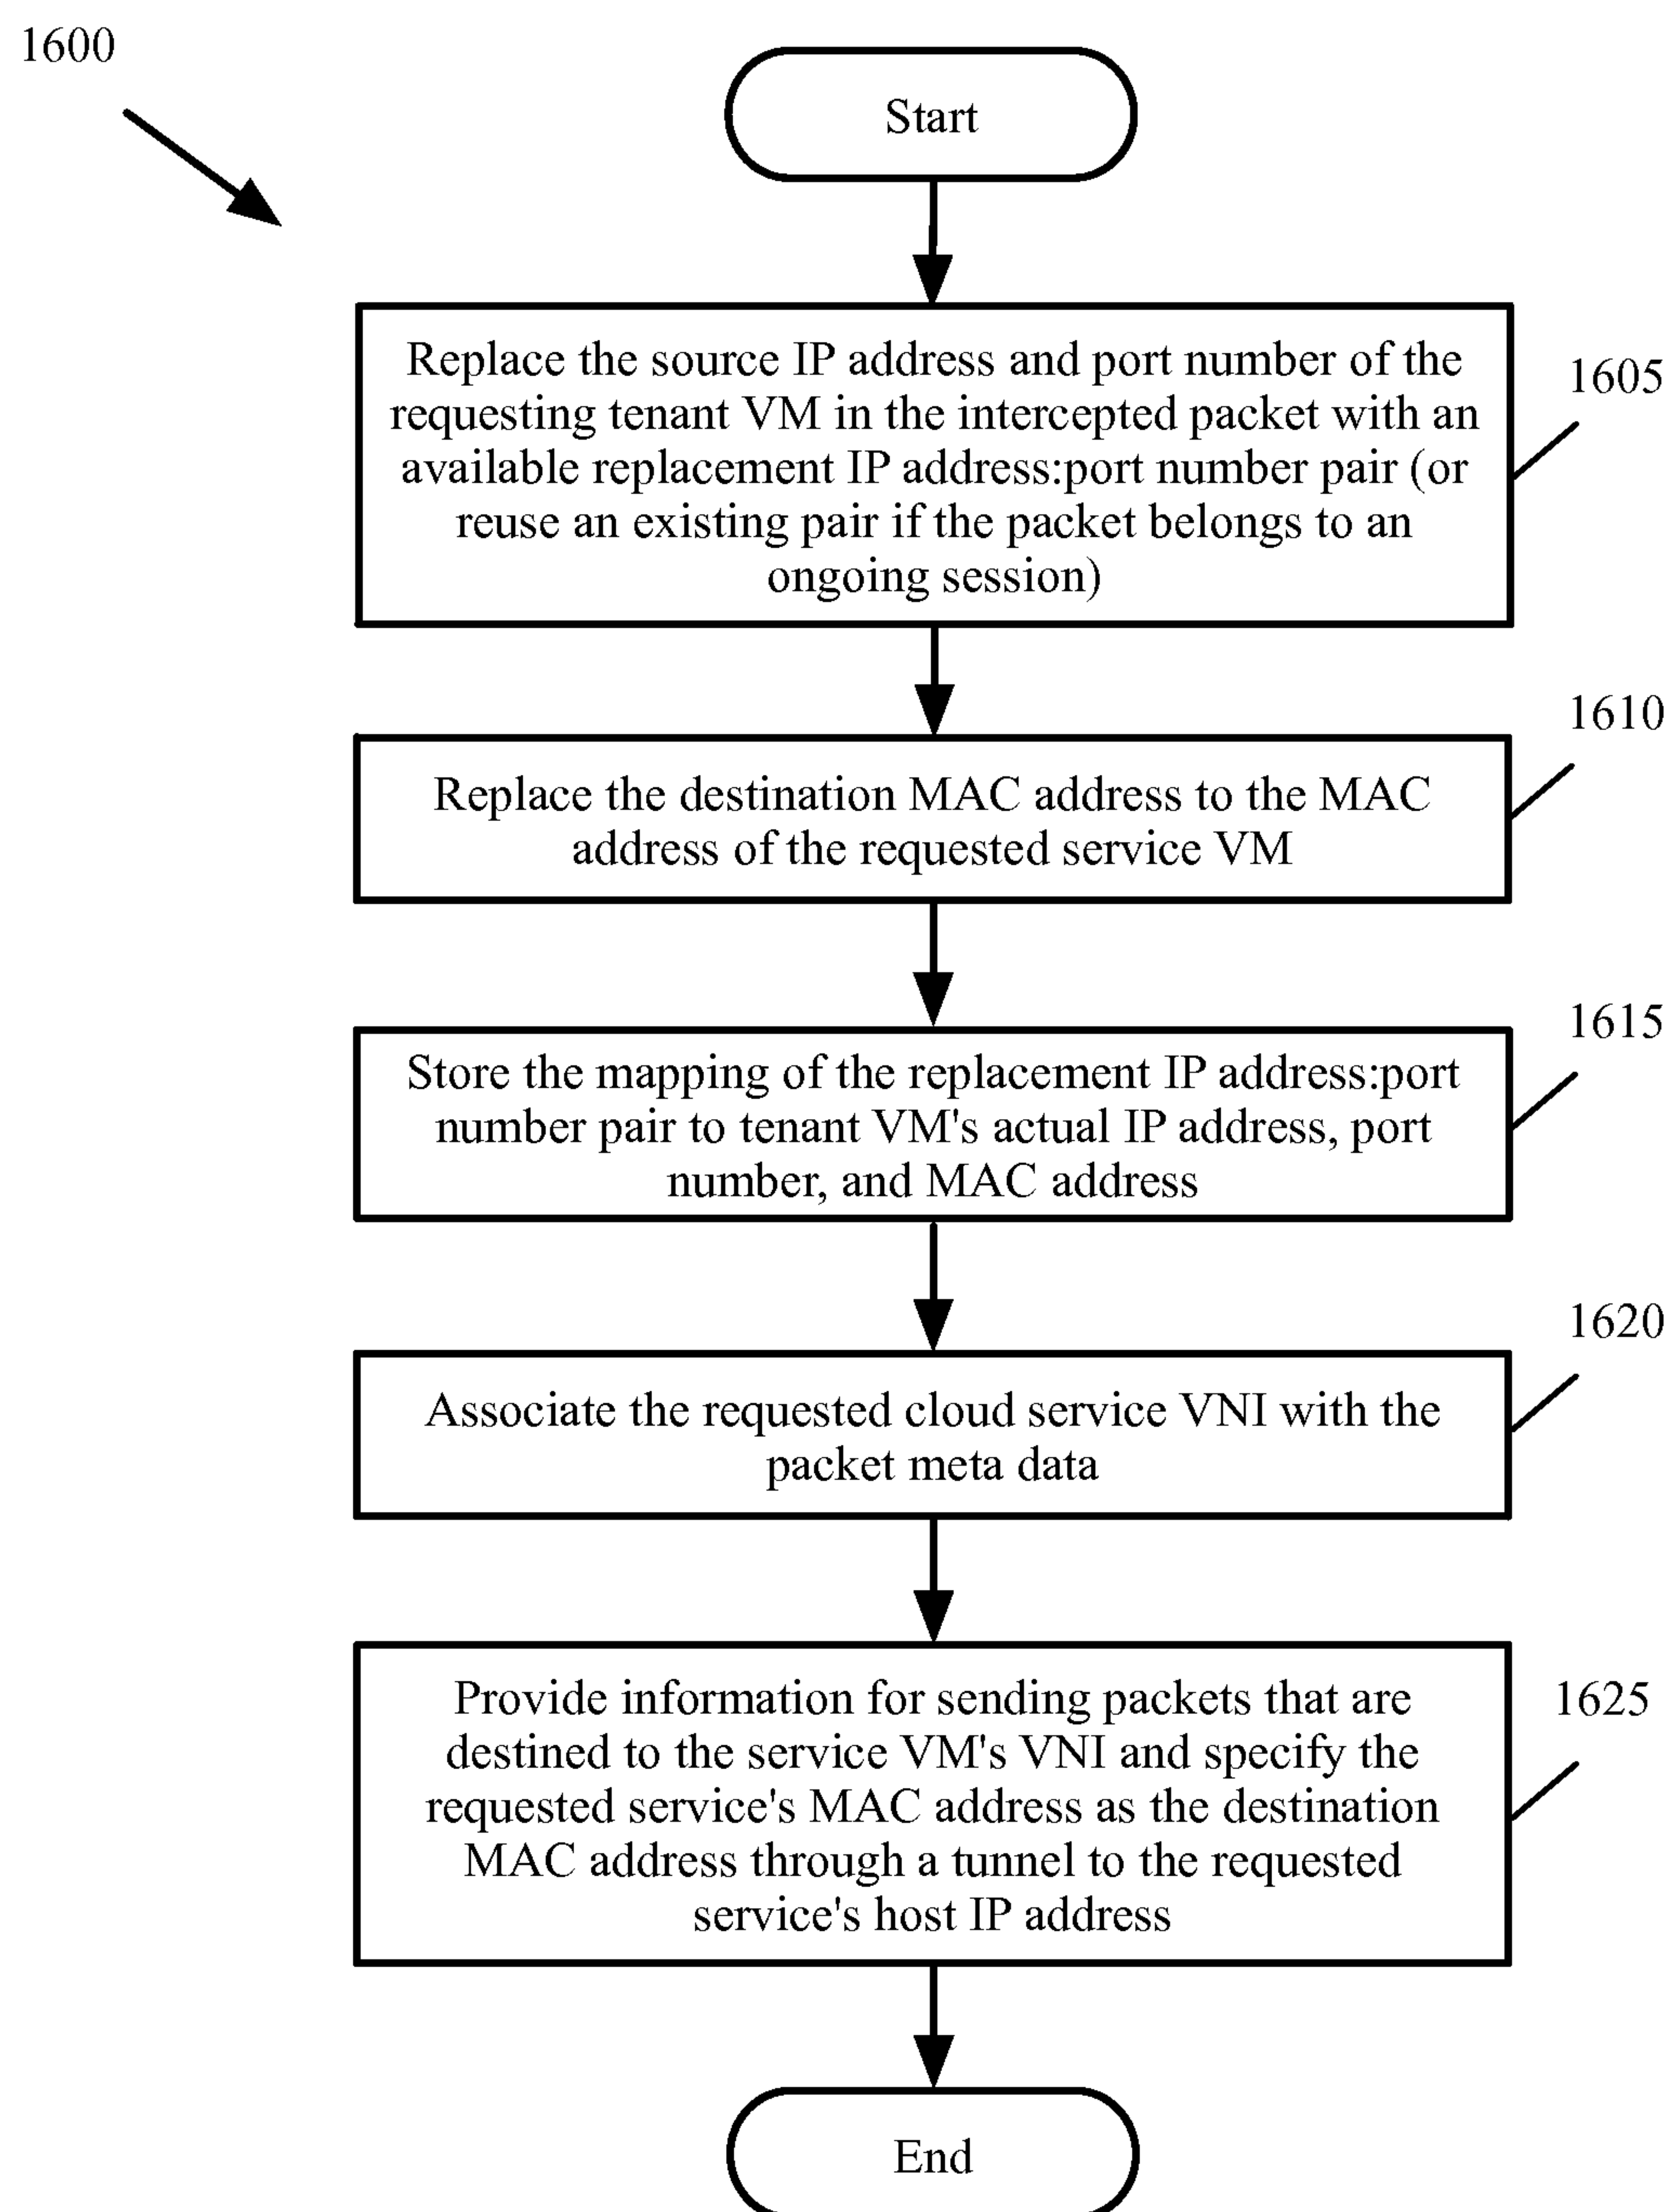 1600
Start
Replace the source IP address and port number of the
requesting tenant VM in the intercepted packet with an
available replacement IP address:port number pair (or
reuse an existing pair if the packet belongs to an
ongoing session)
1605
1610
Replace the destination MAC address to the MAC
address of the requested service VM
1615
Store the mapping of the replacement IP address:port
number pair to tenant VM's actual IP address, port
number, and MAC address
1620
Associate the requested cloud service VNI with the
packet meta data
Provide information for sending packets that are
destined to the service VM's VNI and specify the
requested service's MAC address as the destination
MAC address through a tunnel to the requested
service's host IP address
1625
End